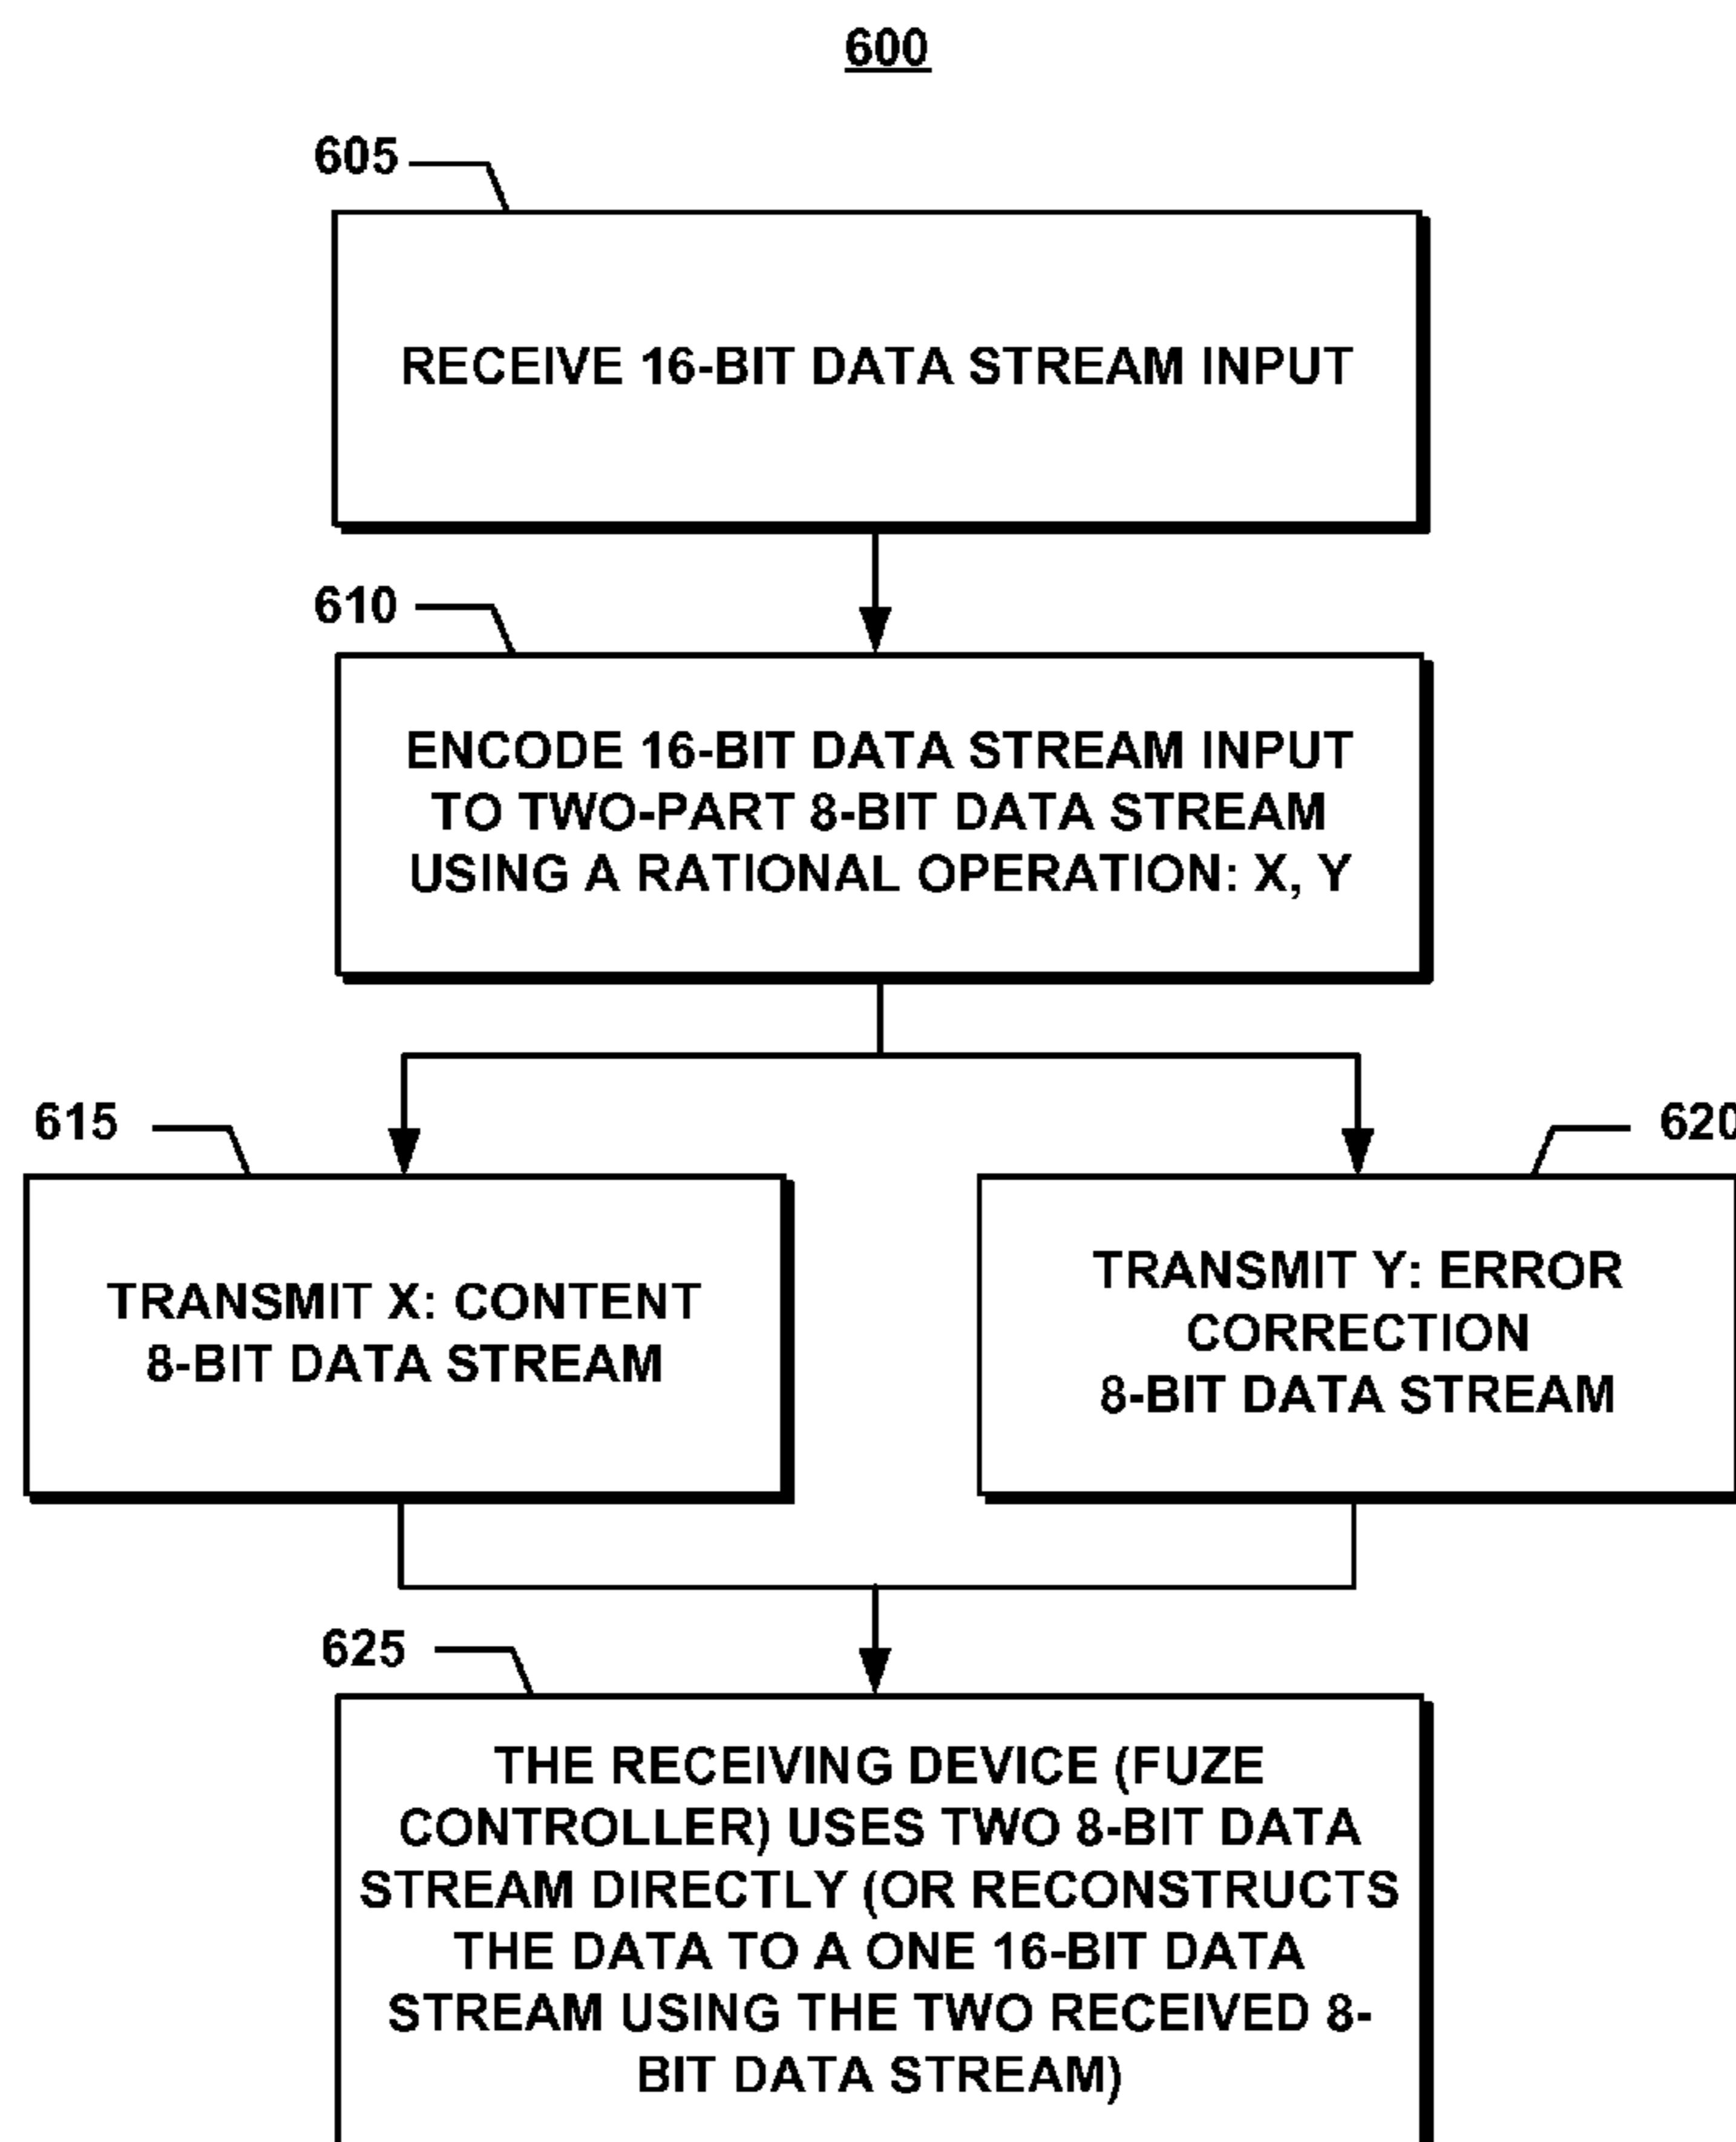 600
605
RECEIVE 16-BIT DATA STREAM INPUT
610
ENCODE 16-BIT DATA STREAM INPUT
TO TWO-PART 8-BIT DATA STREAM
USING A RATIONAL OPERATION: X, Y
615
TRANSMIT X: CONTENT
8-BIT DATA STREAM
620
TRANSMIT Y: ERROR
CORRECTION
8-BIT DATA STREAM
625
THE RECEIVING DEVICE (FUZE
CONTROLLER) USES TWO 8-BIT DATA
STREAM DIRECTLY (OR RECONSTRUCTS
THE DATA TO A ONE 16-BIT DATA
STREAM USING THE TWO RECEIVED 8-
BIT DATA STREAM)